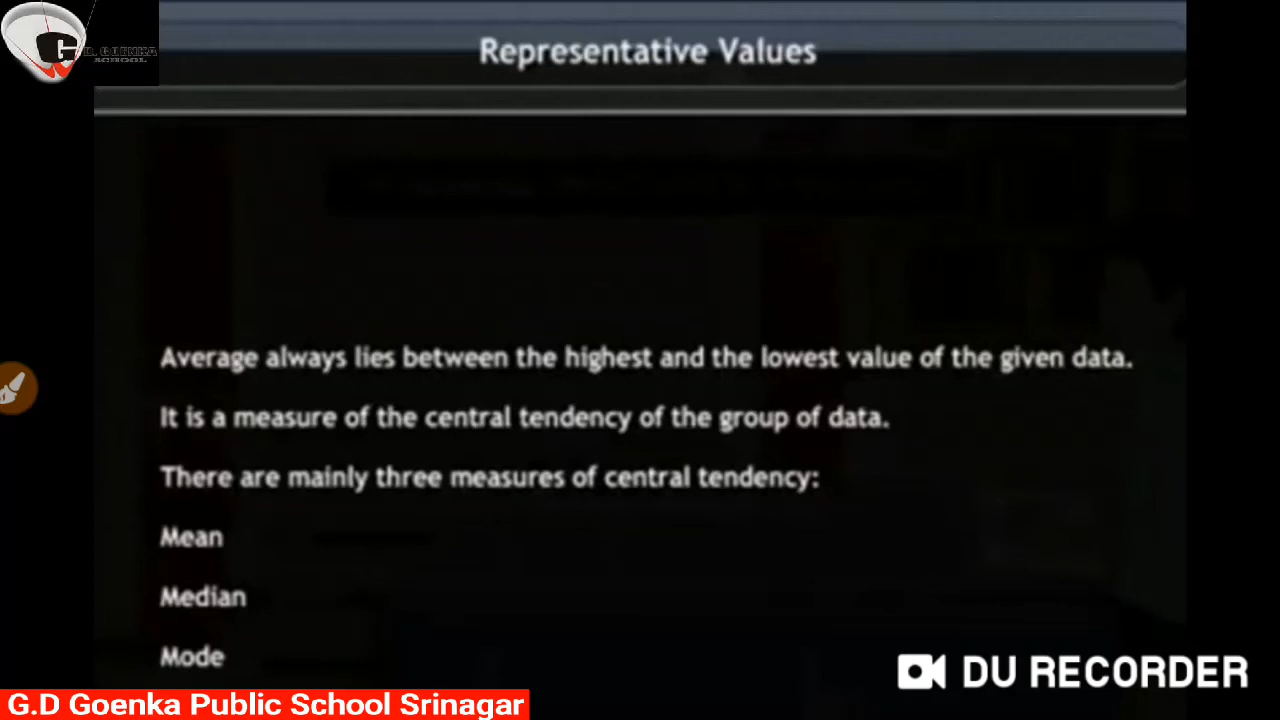 D. GOENKA
SCHOOL
Representative Values
Average always lies between the highest and the lowest value of the given data.
It is a measure of the central tendency of the group of data.
There are mainly three measures of central tendency:
Mean
Median
Mode
DU RECORDER
G.D Goenka Public School Srinagar